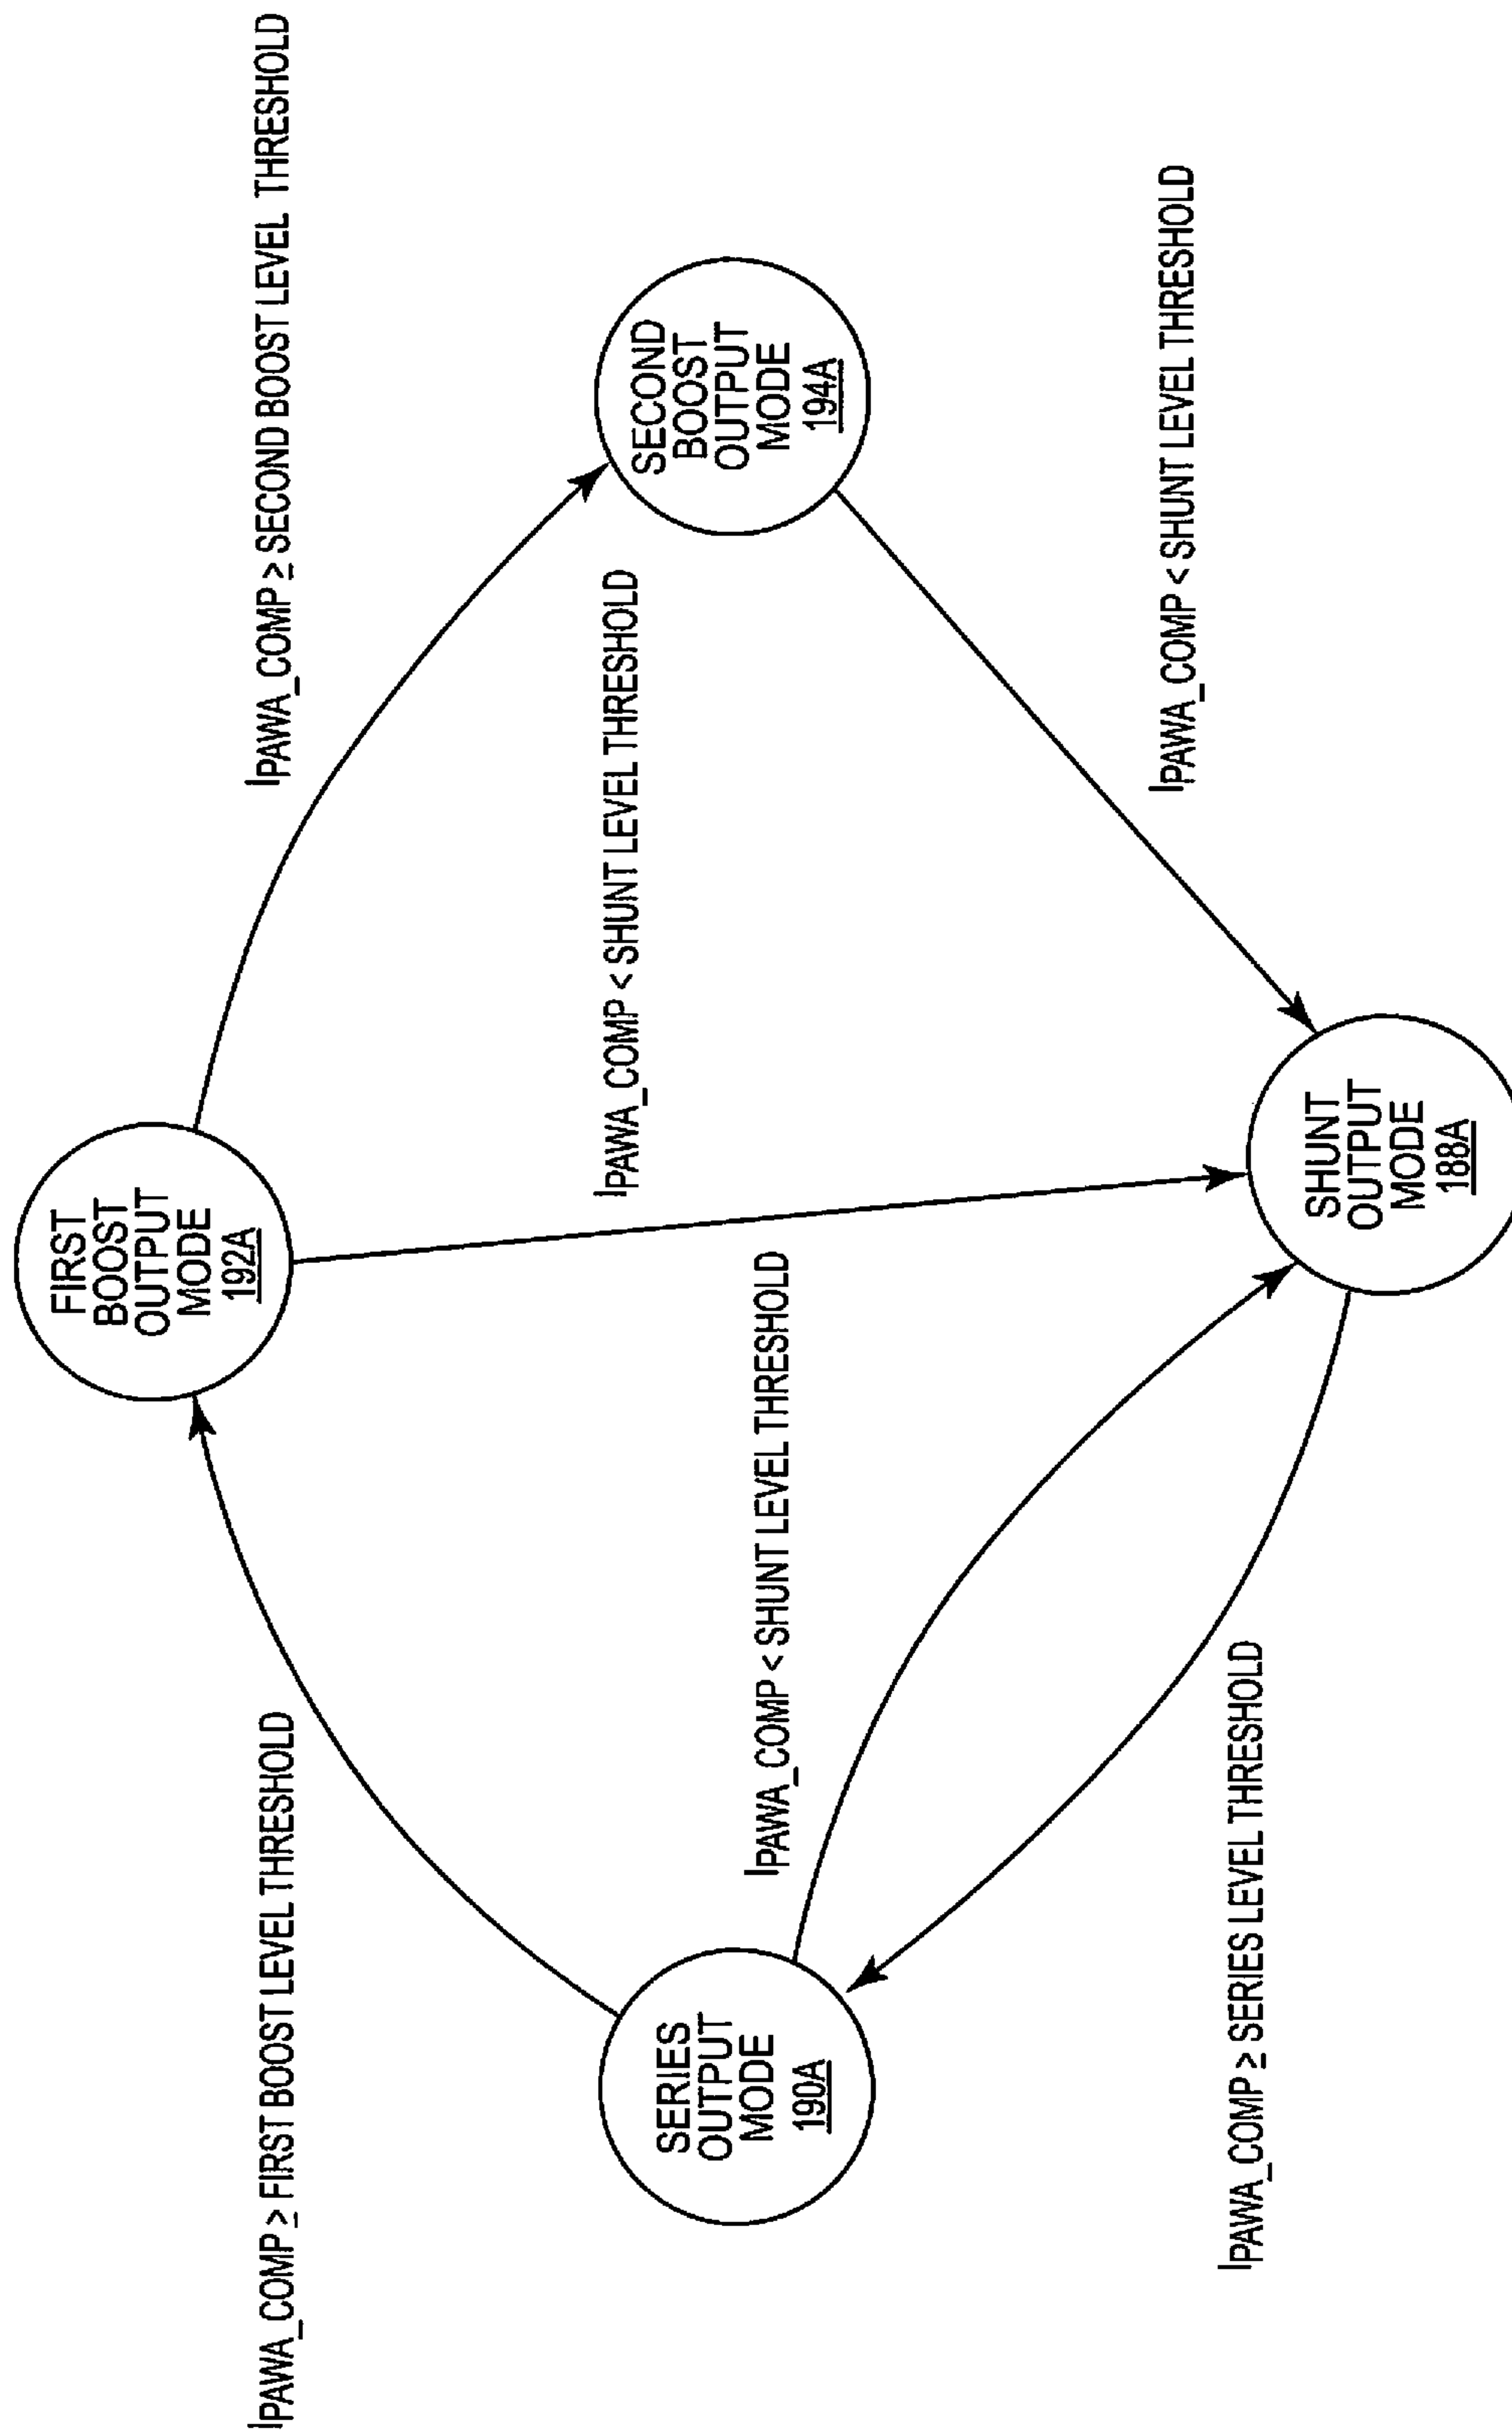 IPAWA_COMP ≥ FIRST BOOST LEVEL THRESHOLD
IPAWA_COMP ≥ SECOND BOOST LEVEL THRESHOLD
FIRST
BOOST
OUTPUT
MODE
192A
IPAWA_COMP < SHUNT LEVEL THRESHOLD
SERIES
OUTPUT
MODE
190A
IPAWA_COMP < SHUNT LEVEL THRESHOLD
SECOND
BOOST
OUTPUT
MODE
194A
IPAWA_COMP ≥ SERIES LEVEL THRESHOLD
IPAWA_COMP < SHUNT LEVEL THRESHOLD
SHUNT
OUTPUT
MODE
188A